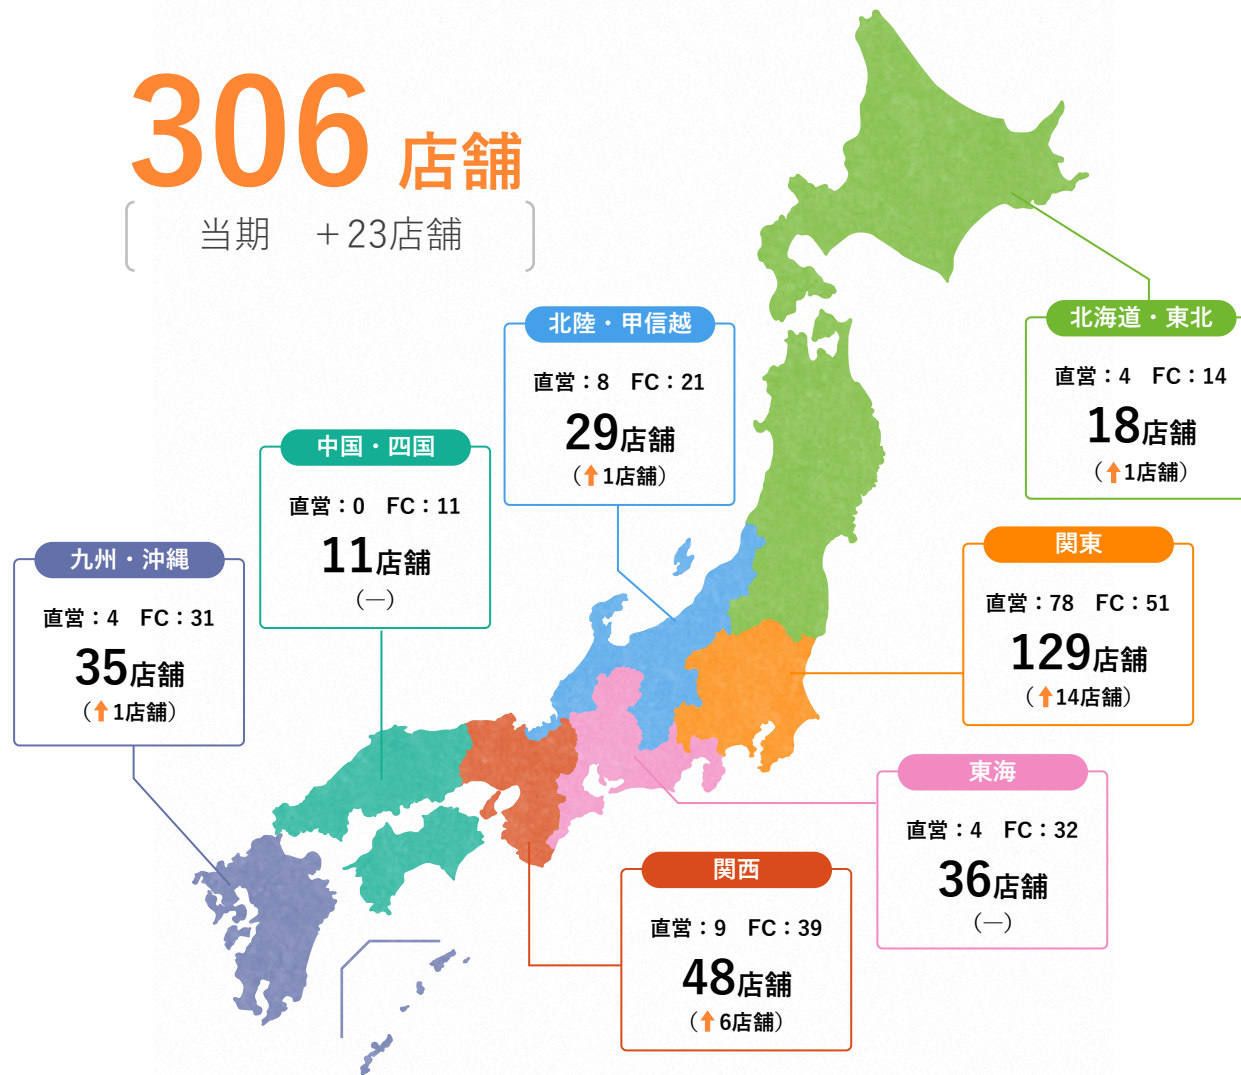 306 店舗
当期　＋23店舗
北海道・東北
直営：4　FC：14
18店舗
（↑1店舗）
北陸・甲信越
直営：8　FC：21
29店舗
（↑1店舗）
中国・四国
直営：0　FC：11
11店舗
（―）
関東
直営：78　FC：51
129店舗
（↑14店舗）
九州・沖縄
直営：4　FC：31
35店舗
（↑1店舗）
東海
直営：4　FC：32
36店舗
（―）
関西
直営：9　FC：39
48店舗
（↑6店舗）